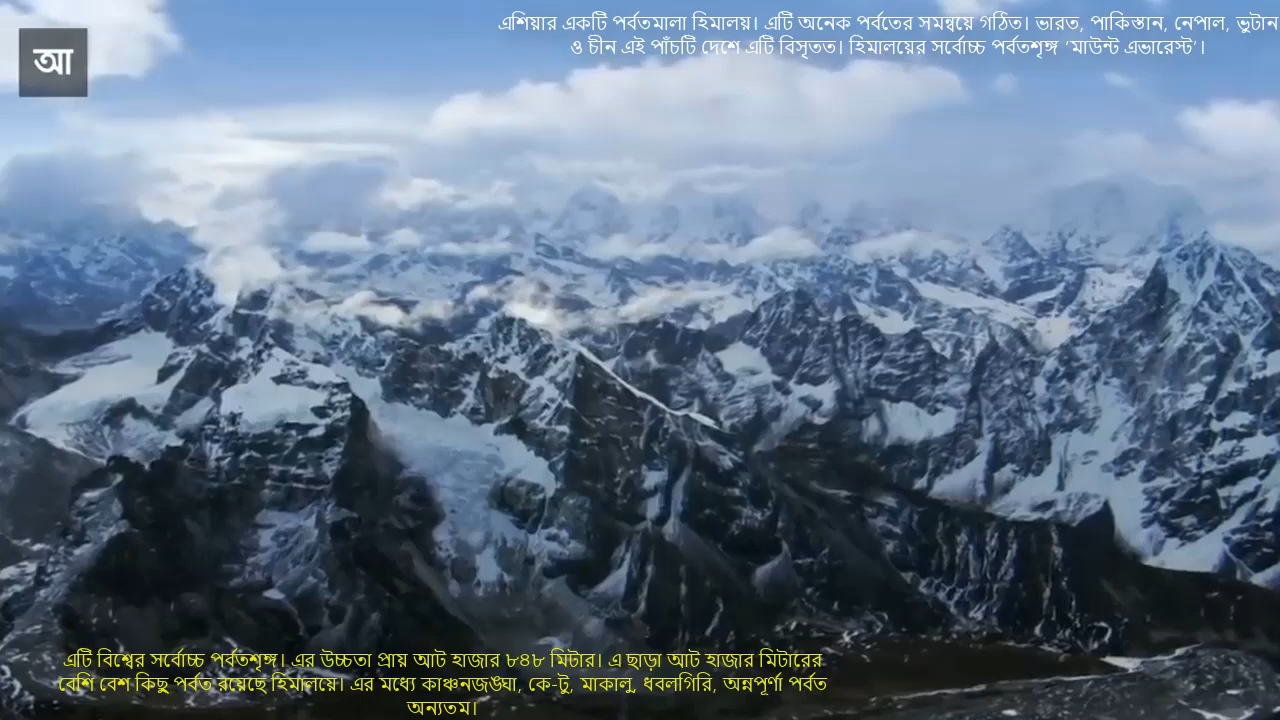 এশিয়ার একটি পর্বতমালা হিমালয়। এটি অনেক পর্বতের সমন্বয়ে গঠিত। ভারত, পাকিস্তান, নেপাল, ভুটান
ও চীন এই পাঁচটি দেশে এটি বিসৃতত। হিমালয়ের সর্বোচ্চ পর্বতশৃঙ্গ ‘মাউন্ট এভারেস্ট’।
আ
এটি বিশ্বের সর্বোচ্চ পর্বতশৃঙ্গ। এর উচ্চতা প্রায় আট হাজার ৮৪৮ মিটার। এ ছাড়া আট হাজার মিটারের
বেশি বেশ কিছু পর্বত রয়েছে হিমালয়ে। এর মধ্যে কাঞ্চনজঙ্ঘা, কে-টু, মাকালু, ধবলগিরি, অন্নপূর্ণা পর্বত
অন্যতম।